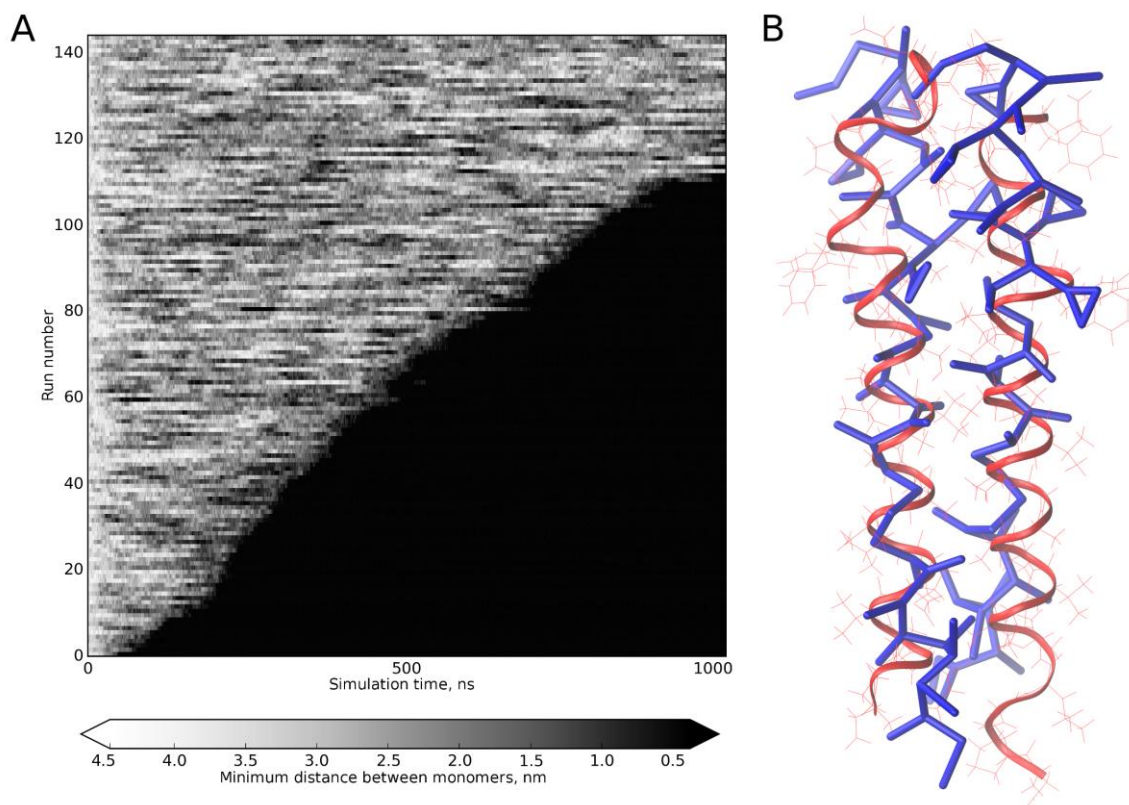 A
B
140
120
100
80
60
40
20
0
Run number
0 500 1000
Simulation time, ns
4.5 4.0 3.5 3.0 2.5 2.0 1.5 1.0 0.5
Minimum distance between monomers, nm